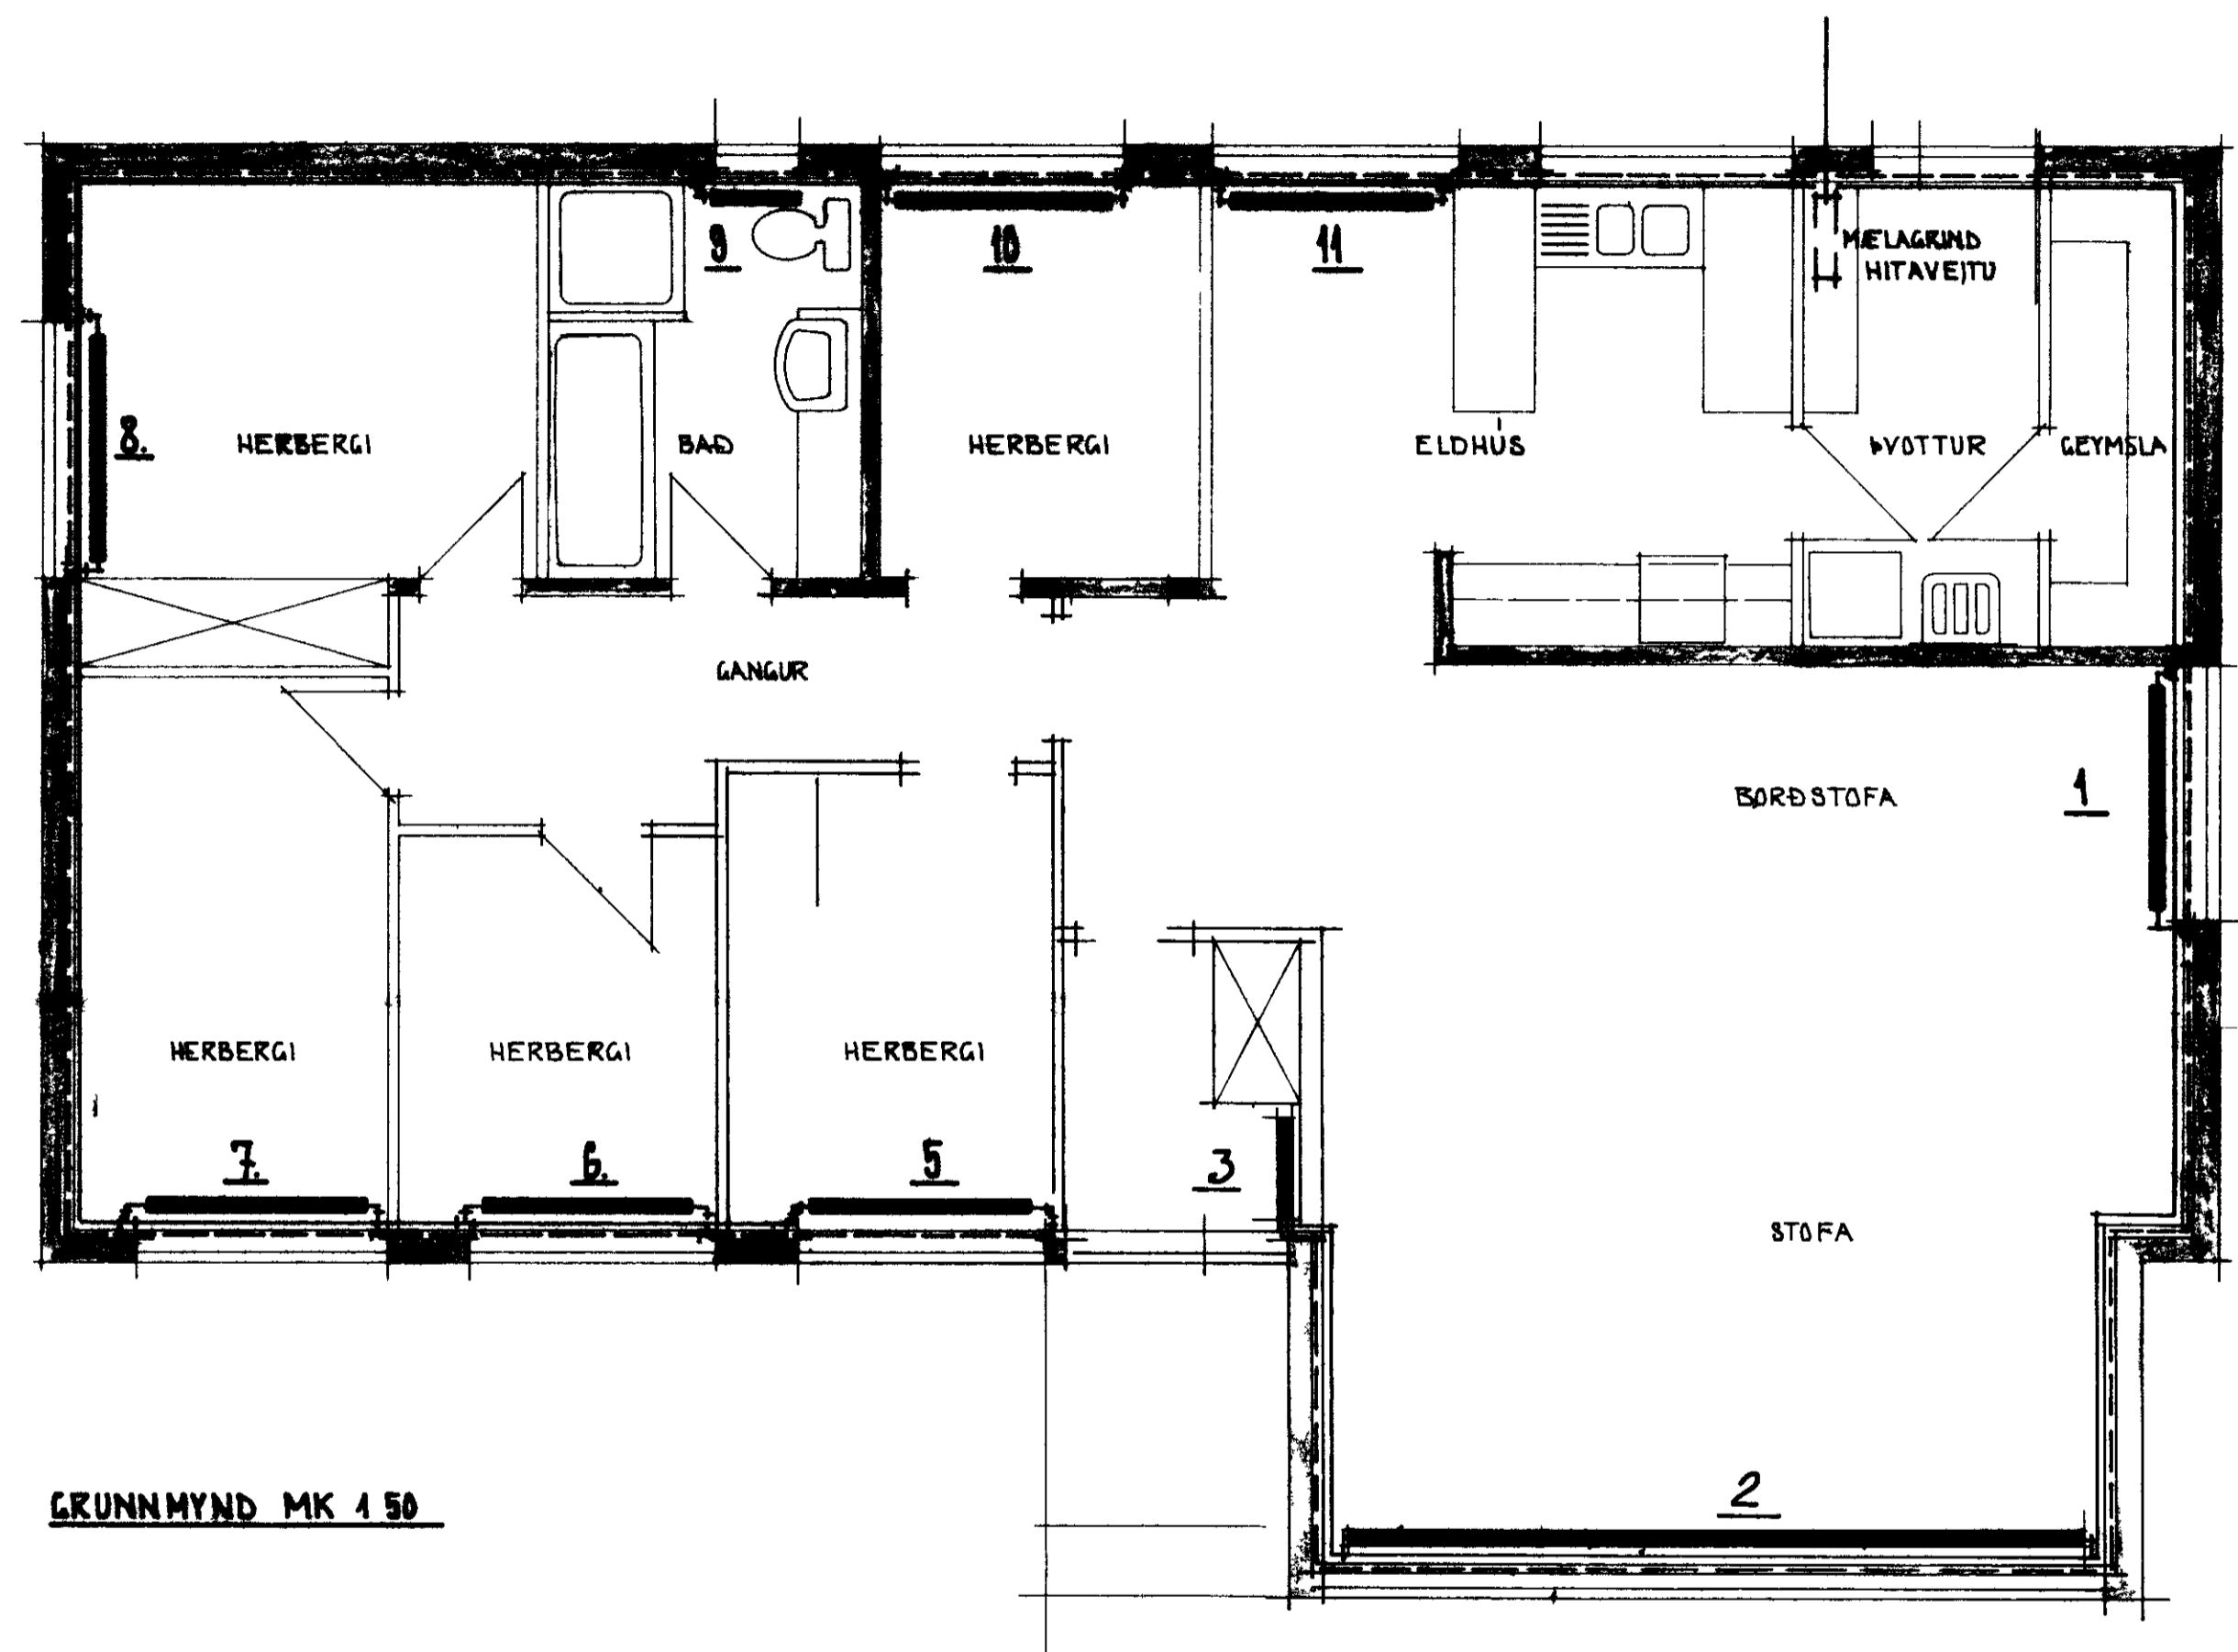 9
10
11
MÆLAGRIND
HITAVEITU
8.
HERBERGI
BAÐ
HERBERGI
ELDHÚS
ÞVOTTUR
GEYMSLA
GANGUR
BORÐSTOFA
1
HERBERGI
HERBERGI
HERBERGI
7.
6.
5
3
STOFA
2
GRUNNMYND MK 1 50